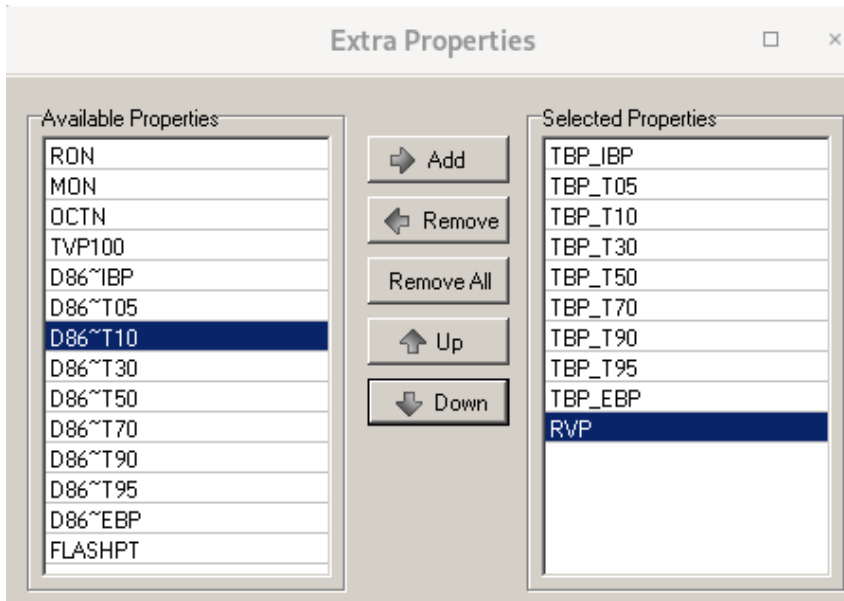 Extra Properties
Available Properties
RON
MON
OCTN
TVP100
D86~IBP
D86~T05
D86~T10
D86~T30
D86~T50
D86~T70
D86~T90
D86~T95
D86~EBP
FLASHPT
Add
Remove
Remove All
Up
Down
Selected Properties
TBP_IBP
TBP_T05
TBP_T10
TBP_T30
TBP_T50
TBP_T70
TBP_T90
TBP_T95
TBP_EBP
RVP